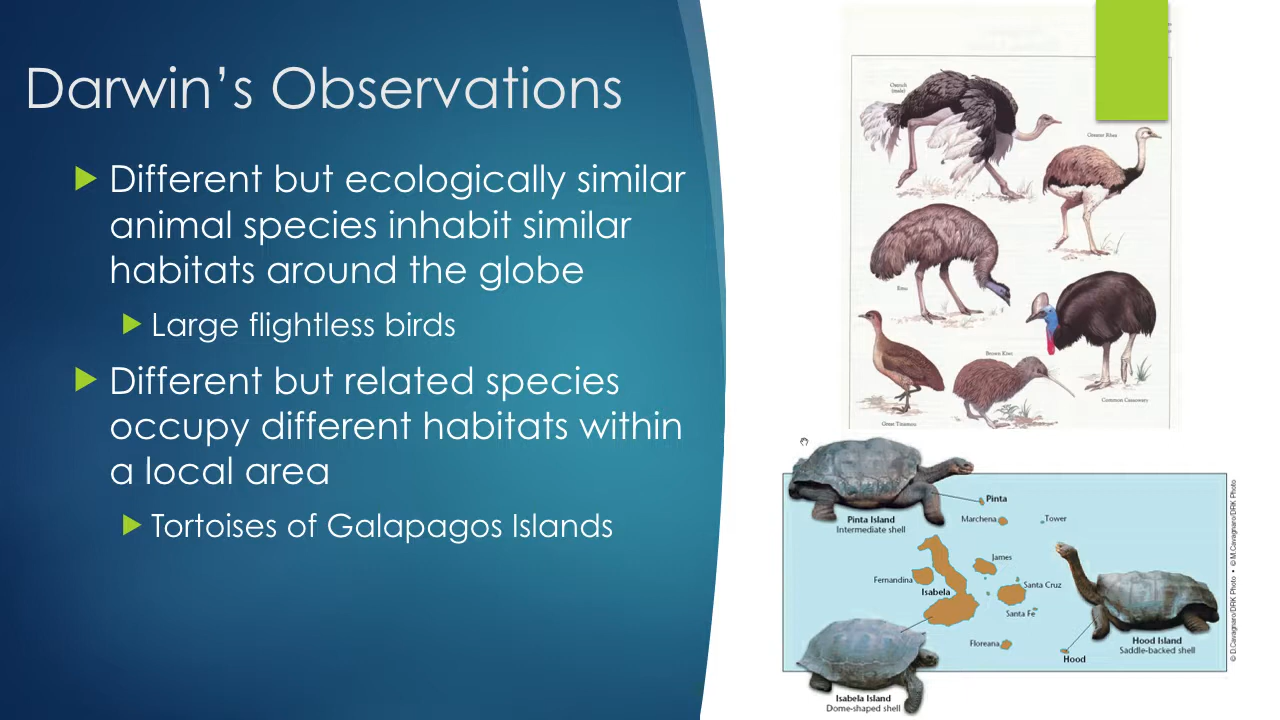 Darwin's Observations
Different but ecologically similar
animal species inhabit similar
habitats around the globe
Large flightless birds
Different but related species
occupy different habitats within
a local area
Tortoises of Galapagos Islands
Ostrich
(male)
Greater Rhea
Emu
Brown Kiwi
Common Cassowary
Great Tinamou
Pinta
Pinta Island
Intermediate shell
Marchena
Tower
James
Fernandina
Santa Cruz
Isabela
Santa Fe
Floreana
Hood
Hood Island
Saddle-backed shell
Isabela Island
Dome-shaped shell
© D.Cavagnaro/DRK Photo • © M.Cavagnaro/DRK Photo